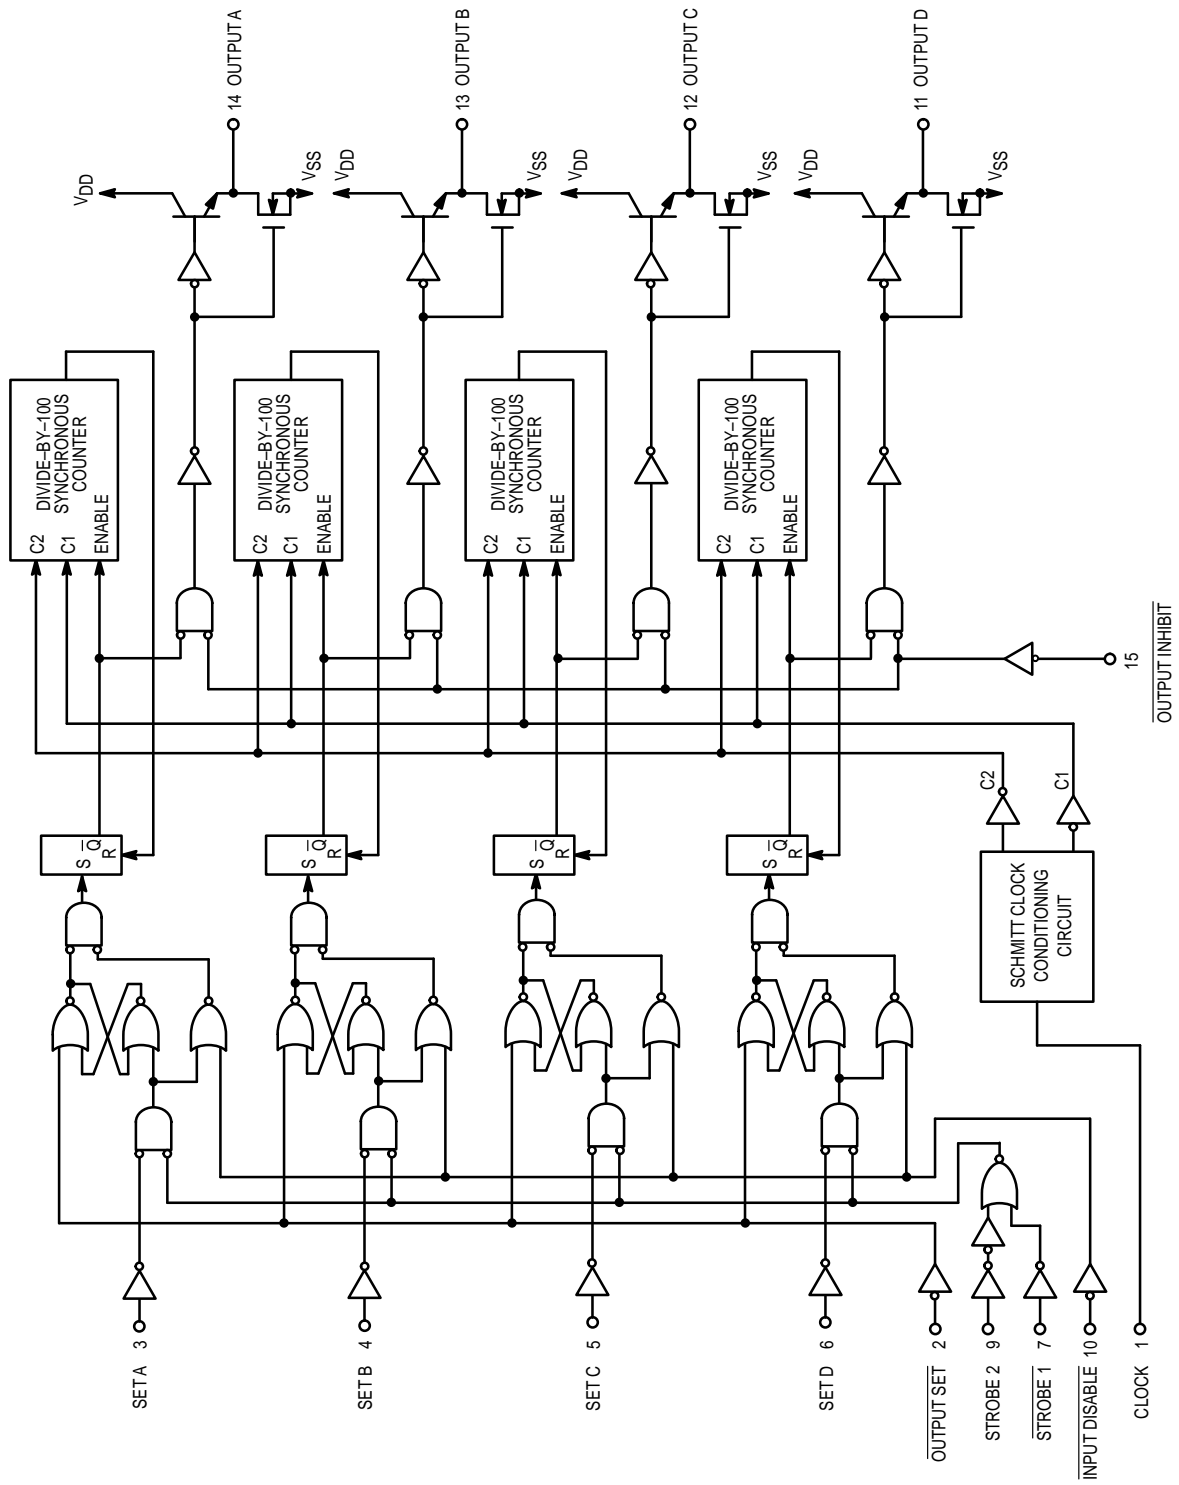 14 OUTPUT A
13 OUTPUT B
12 OUTPUT C
11 OUTPUT D
VDD
VSS
VDD
VSS
VDD
VSS
VDD
VSS
DIVIDE–BY–100
SYNCHRONOUS
COUNTER
C2
C1
ENABLE
DIVIDE–BY–100
SYNCHRONOUS
COUNTER
C2
C1
ENABLE
DIVIDE–BY–100
SYNCHRONOUS
COUNTER
C2
C1
ENABLE
DIVIDE–BY–100
SYNCHRONOUS
COUNTER
C2
C1
ENABLE
15
OUTPUT INHIBIT
S Q̅
R
S Q̅
R
S Q̅
R
S Q̅
R
C2
C1
SCHMITT CLOCK
CONDITIONING
CIRCUIT
SET A 3
SET B 4
SET C 5
SET D 6
OUTPUT SET 2
STROBE 2 9
STROBE 1 7
INPUT DISABLE 10
CLOCK 1